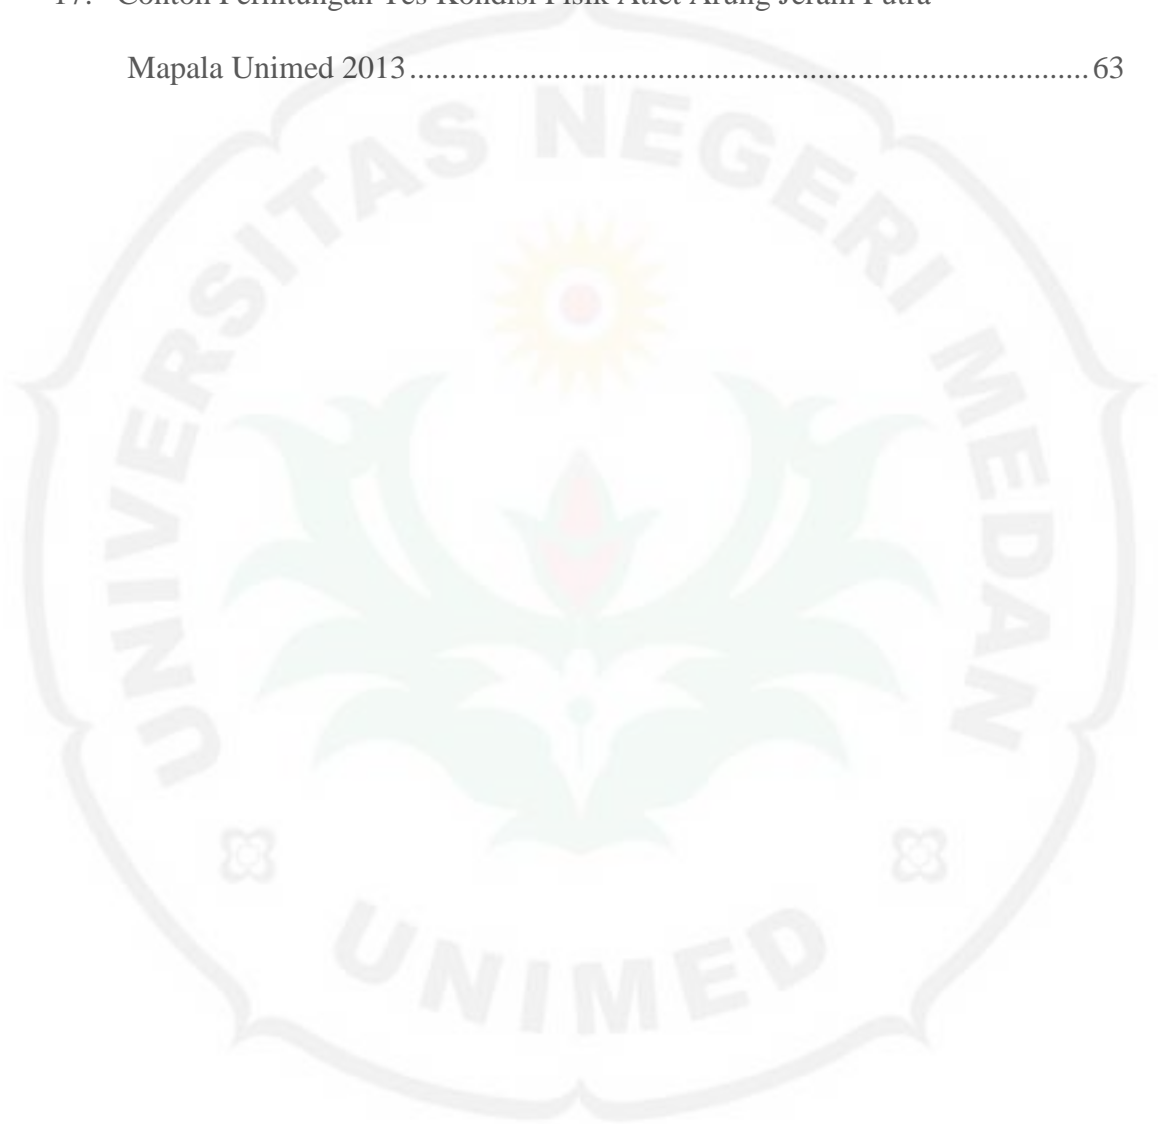 17. Contoh Perhitungan Tes Kondisi Fisik Atlet Arung Jeram Putra
Mapala Unimed 2013.....................................................................................63
UNIVERSITAS NEGERI MEDAN
UNIMED